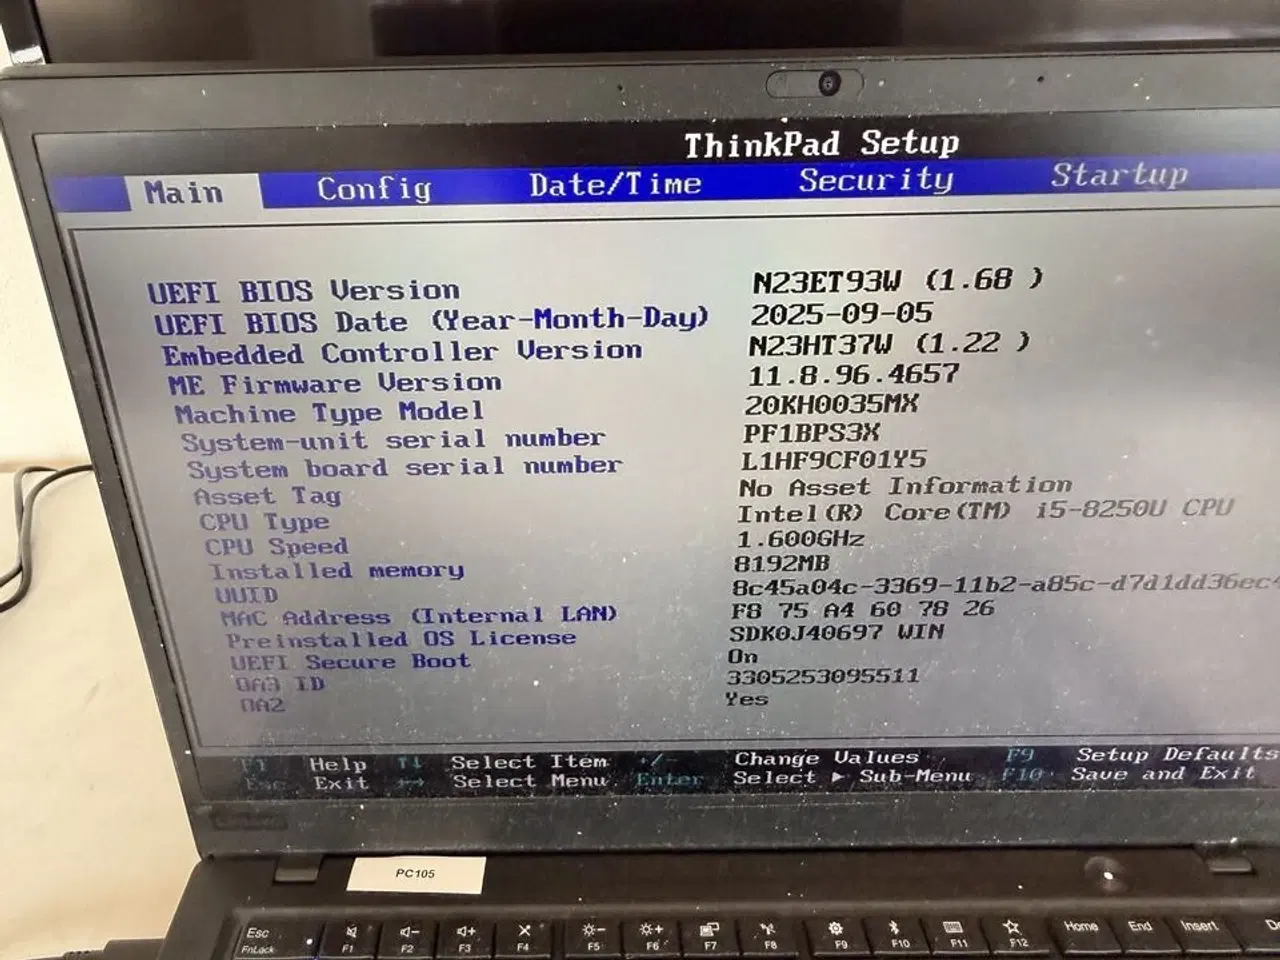 ThinkPad Setup
Main Config Date/Time Security Startup
UEFI BIOS Version N23ET93W (1.68 )
UEFI BIOS Date (Year-Month-Day) 2025-09-05
Embedded Controller Version N23HT37W (1.22 )
ME Firmware Version 11.8.96.4657
Machine Type Model 20KH0035MX
System-unit serial number PF1BPS3X
System board serial number L1HF9CF01Y5
Asset Tag No Asset Information
CPU Type Intel(R) Core(TM) i5-8250U CPU
CPU Speed 1.600GHz
Installed memory 8192MB
UUID 8c45a04c-3369-11b2-a85c-d7d1dd36ec4
MAC Address (Internal LAN) F8 75 A4 60 78 26
Preinstalled OS License SDK0J40697 WIN
UEFI Secure Boot On
OA3 ID 3305253095511
OA2 Yes
F1 Help ↑↓ Select Item +/- Change Values F9 Setup Defaults
Esc Exit ←→ Select Menu Enter Select ▶ Sub-Menu F10 Save and Exit
PC105
Esc F1 F2 F3 F4 F5 F6 F7 F8 F9 F10 F11 F12 Home End Insert
FnLock